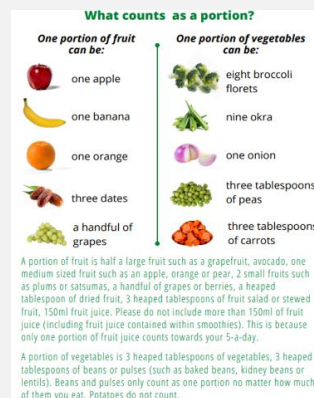 What counts as a portion?
One portion of fruit can be:
One portion of vegetables can be:
one apple
one banana
one orange
three dates
a handful of
grapes
eight broccoli
florets
nine okra
one onion
three tablespoons
of peas
three tablespoons
of carrots
A portion of fruit is half a large fruit such as a grapefruit, avocado, one
medium sized fruit such as an apple, orange or pear, 2 small fruits such
as plums or satsumas, a handful of grapes or berries, a heaped
tablespoon of dried fruit, 3 heaped tablespoons of fruit salad or stewed
fruit, 150ml fruit juice. Please do not include more than 150ml of fruit
juice (including fruit juice contained within smoothies). This is because
only one portion of fruit juice counts towards your 5-a-day.
A portion of vegetables is 3 heaped tablespoons of vegetables, 3 heaped
tablespoons of beans or pulses (such as baked beans, kidney beans or
lentils). Beans and pulses only count as one portion no matter how much
of them you eat. Potatoes do not count.